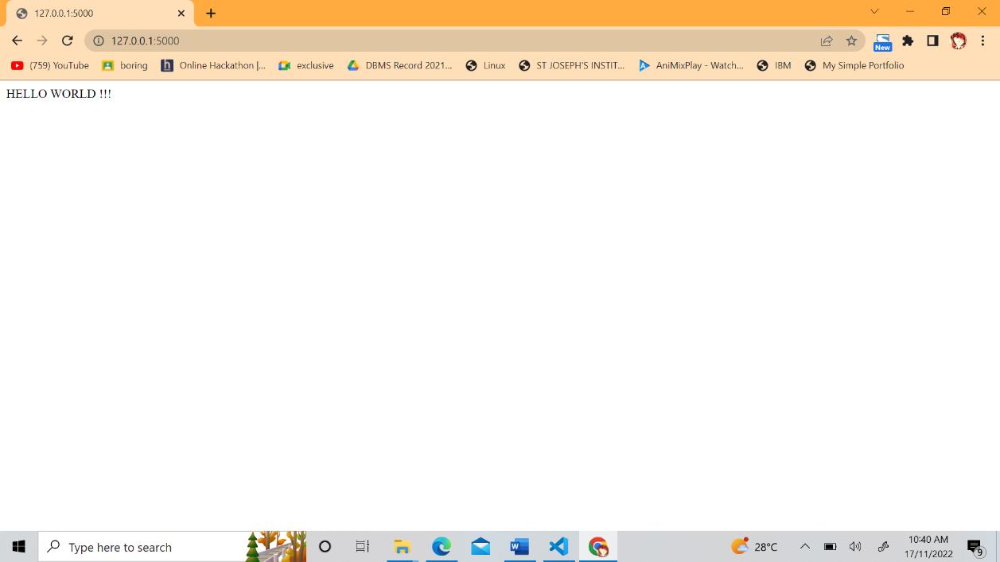 127.0.0.1:5000
127.0.0.1:5000
New
(759) YouTube boring Online Hackathon |... exclusive DBMS Record 2021... Linux ST JOSEPH'S INSTIT... AniMixPlay - Watch... IBM My Simple Portfolio
HELLO WORLD !!!
Type here to search
28°C
10:40 AM
17/11/2022
9